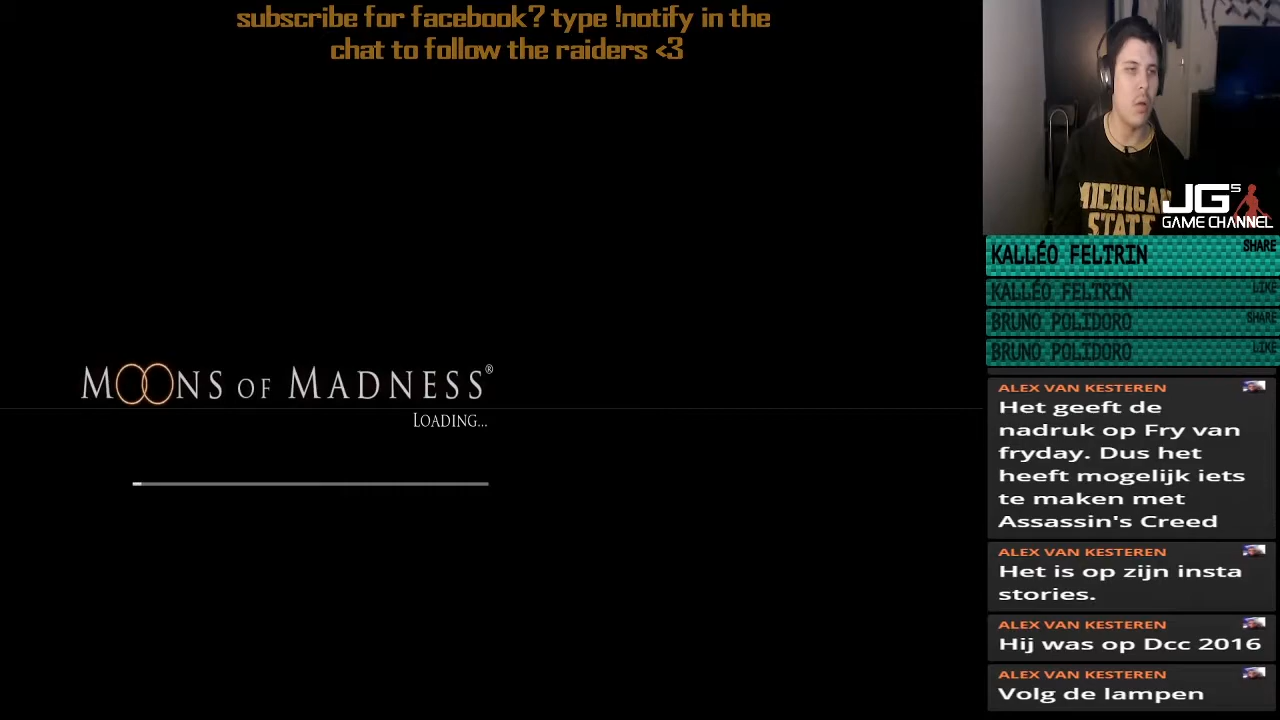 subscribe for facebook? type !notify in the
chat to follow the raiders <3
MICHIGAN
STATE
JG5
GAME CHANNEL
KALLÉO FELTRIN SHARE
KALLÉO FELTRIN LIKE
BRUNO POLIDORO SHARE
BRUNO POLIDORO LIKE
MOONS OF MADNESS®
LOADING...
ALEX VAN KESTEREN
Het geeft de
nadruk op Fry van
fryday. Dus het
heeft mogelijk iets
te maken met
Assassin's Creed
ALEX VAN KESTEREN
Het is op zijn insta
stories.
ALEX VAN KESTEREN
Hij was op Dcc 2016
ALEX VAN KESTEREN
Volg de lampen